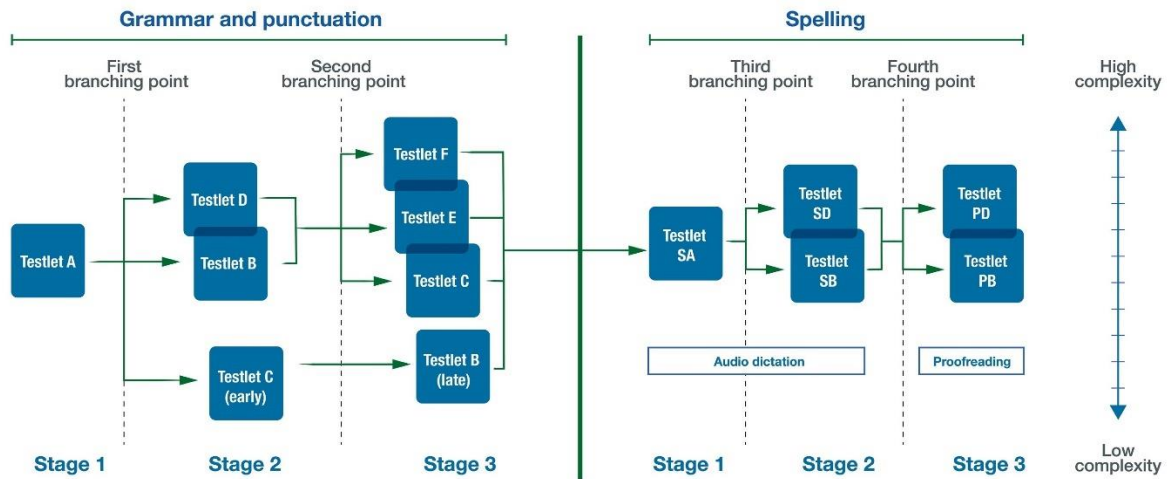 Grammar and punctuation
Spelling
First
branching point
Second
branching point
Third
branching point
Fourth
branching point
High
complexity
Testlet A
Testlet D
Testlet B
Testlet C
(early)
Testlet F
Testlet E
Testlet C
Testlet B
(late)
Testlet
SA
Testlet
SD
Testlet
SB
Testlet
PD
Testlet
PB
Audio dictation
Proofreading
Stage 1
Stage 2
Stage 3
Stage 1
Stage 2
Stage 3
Low
complexity